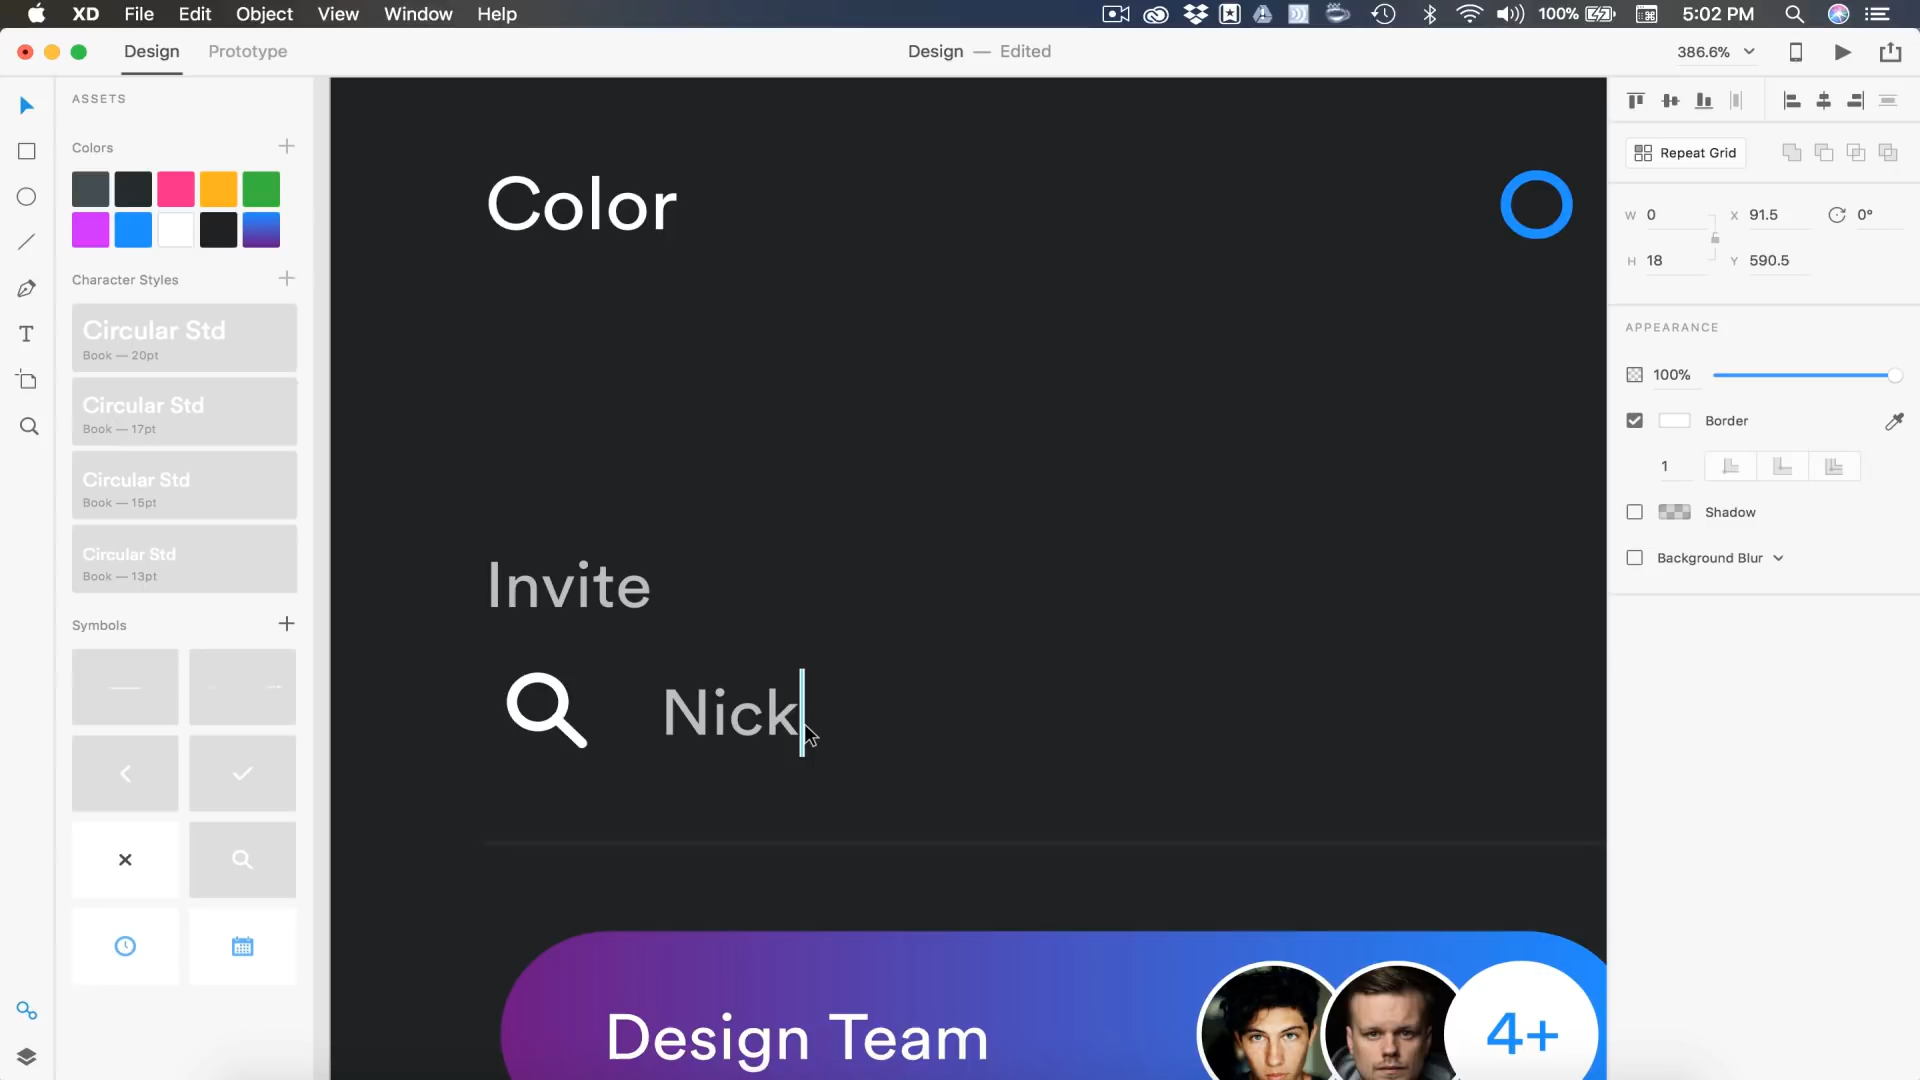 XD File Edit Object View Window Help 100% 5:02 PM
Design Prototype Design — Edited 386.6%
ASSETS
Colors
Character Styles
Circular Std
Book — 20pt
Circular Std
Book — 17pt
Circular Std
Book — 15pt
Circular Std
Book — 13pt
Symbols
Color
Invite
Nick
Design Team 4+
Repeat Grid
W 0 X 91.5 0°
H 18 Y 590.5
APPEARANCE
100%
Border
1
Shadow
Background Blur